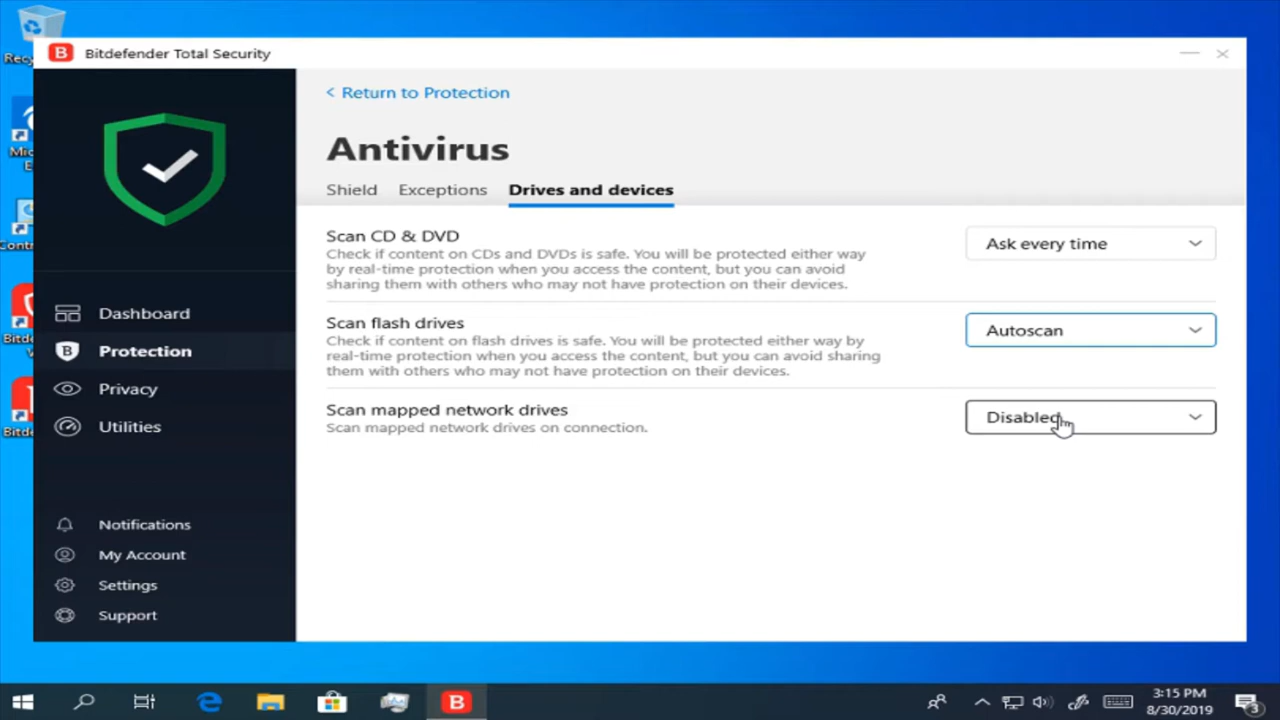 Recy
B Bitdefender Total Security
< Return to Protection
Antivirus
Shield Exceptions Drives and devices
Scan CD & DVD
Check if content on CDs and DVDs is safe. You will be protected either way
by real-time protection when you access the content, but you can avoid
sharing them with others who may not have protection on their devices.
Ask every time
Scan flash drives
Check if content on flash drives is safe. You will be protected either way by
real-time protection when you access the content, but you can avoid sharing
them with others who may not have protection on their devices.
Autoscan
Scan mapped network drives
Scan mapped network drives on connection.
Disabled
Dashboard
B Protection
Privacy
Utilities
Notifications
My Account
Settings
Support
Mic
E
Contr
Bitde
Bitde
B
3:15 PM
8/30/2019
3